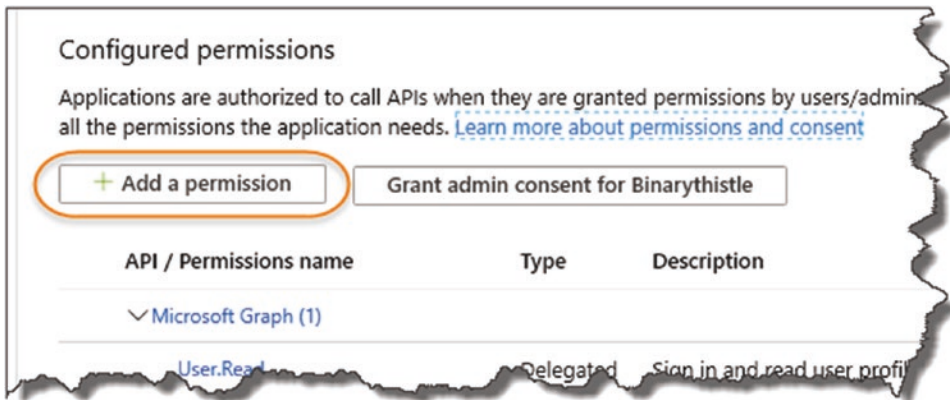 Configured permissions
Applications are authorized to call APIs when they are granted permissions by users/admin
all the permissions the application needs. Learn more about permissions and consent
+ Add a permission Grant admin consent for Binarythistle
API / Permissions name Type Description
Microsoft Graph (1)
User.Read Delegated Sign in and read user profil